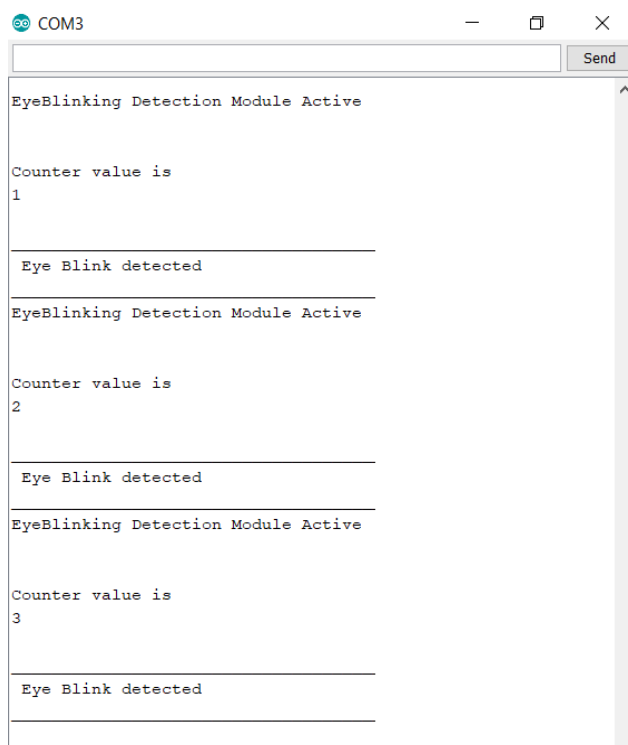 COM3
Send
EyeBlinking Detection Module Active
Counter value is
1
Eye Blink detected
EyeBlinking Detection Module Active
Counter value is
2
Eye Blink detected
EyeBlinking Detection Module Active
Counter value is
3
Eye Blink detected